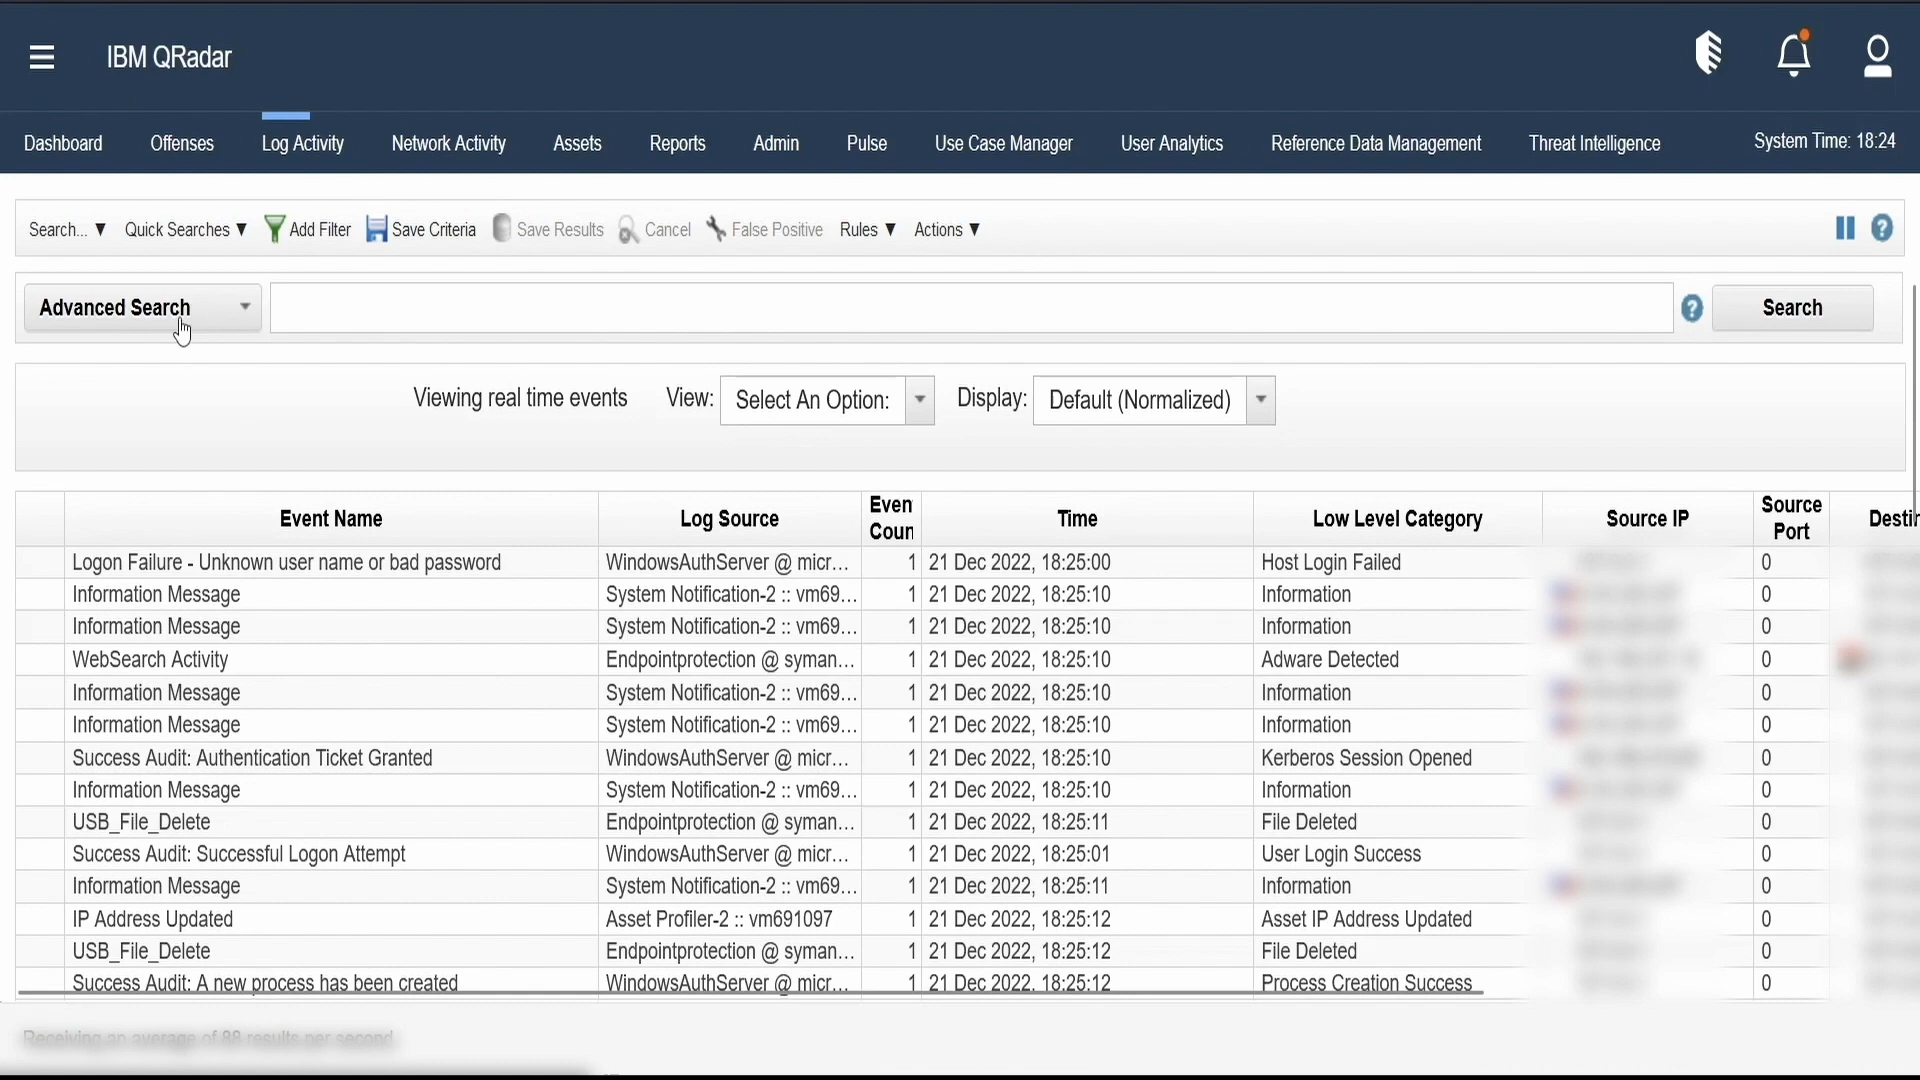 IBM QRadar
Dashboard Offenses Log Activity Network Activity Assets Reports Admin Pulse Use Case Manager User Analytics Reference Data Management Threat Intelligence System Time: 18:24
Search... ▼ Quick Searches ▼ Add Filter Save Criteria Save Results Cancel False Positive Rules ▼ Actions ▼ ?
Advanced Search ? Search
Viewing real time events View: Select An Option: Display: Default (Normalized)
Event Name Log Source Even Coun Time Low Level Category Source IP Source Port Destin
Logon Failure - Unknown user name or bad password WindowsAuthServer @ micr... 1 21 Dec 2022, 18:25:00 Host Login Failed 0
Information Message System Notification-2 :: vm69... 1 21 Dec 2022, 18:25:10 Information 0
Information Message System Notification-2 :: vm69... 1 21 Dec 2022, 18:25:10 Information 0
WebSearch Activity Endpointprotection @ syman... 1 21 Dec 2022, 18:25:10 Adware Detected 0
Information Message System Notification-2 :: vm69... 1 21 Dec 2022, 18:25:10 Information 0
Information Message System Notification-2 :: vm69... 1 21 Dec 2022, 18:25:10 Information 0
Success Audit: Authentication Ticket Granted WindowsAuthServer @ micr... 1 21 Dec 2022, 18:25:10 Kerberos Session Opened 0
Information Message System Notification-2 :: vm69... 1 21 Dec 2022, 18:25:10 Information 0
USB_File_Delete Endpointprotection @ syman... 1 21 Dec 2022, 18:25:11 File Deleted 0
Success Audit: Successful Logon Attempt WindowsAuthServer @ micr... 1 21 Dec 2022, 18:25:01 User Login Success 0
Information Message System Notification-2 :: vm69... 1 21 Dec 2022, 18:25:11 Information 0
IP Address Updated Asset Profiler-2 :: vm691097 1 21 Dec 2022, 18:25:12 Asset IP Address Updated 0
USB_File_Delete Endpointprotection @ syman... 1 21 Dec 2022, 18:25:12 File Deleted 0
Success Audit: A new process has been created WindowsAuthServer @ micr... 1 21 Dec 2022, 18:25:12 Process Creation Success 0
Receiving an average of 88 results per second